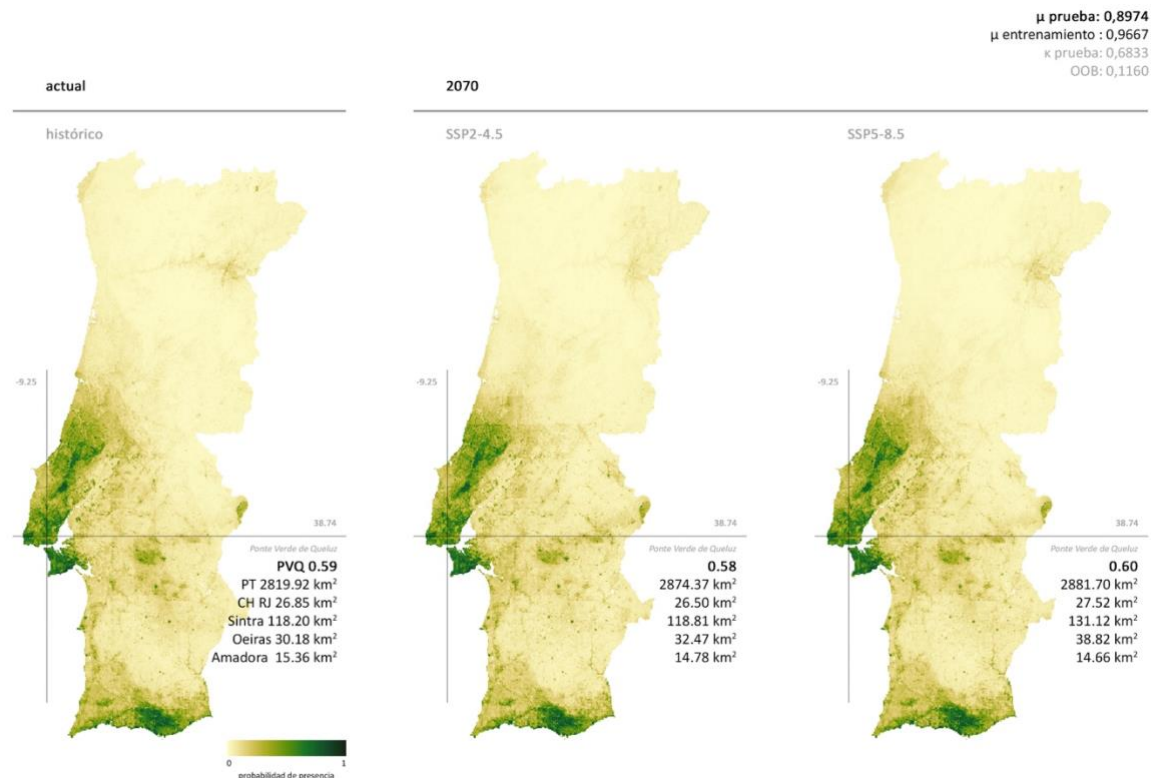 μ prueba: 0,8974
μ entrenamiento : 0,9667
κ prueba: 0,6833
OOB: 0,1160
actual
2070
histórico
SSP2-4.5
SSP5-8.5
-9.25
38.74
Ponte Verde de Queluz
PVQ 0.59
PT 2819.92 km²
CH RJ 26.85 km²
Sintra 118.20 km²
Oeiras 30.18 km²
Amadora 15.36 km²
38.74
Ponte Verde de Queluz
0.58
2874.37 km²
26.50 km²
118.81 km²
32.47 km²
14.78 km²
-9.25
38.74
Ponte Verde de Queluz
0.60
2881.70 km²
27.52 km²
131.12 km²
38.82 km²
14.66 km²
0
1
probabilidad de presencia